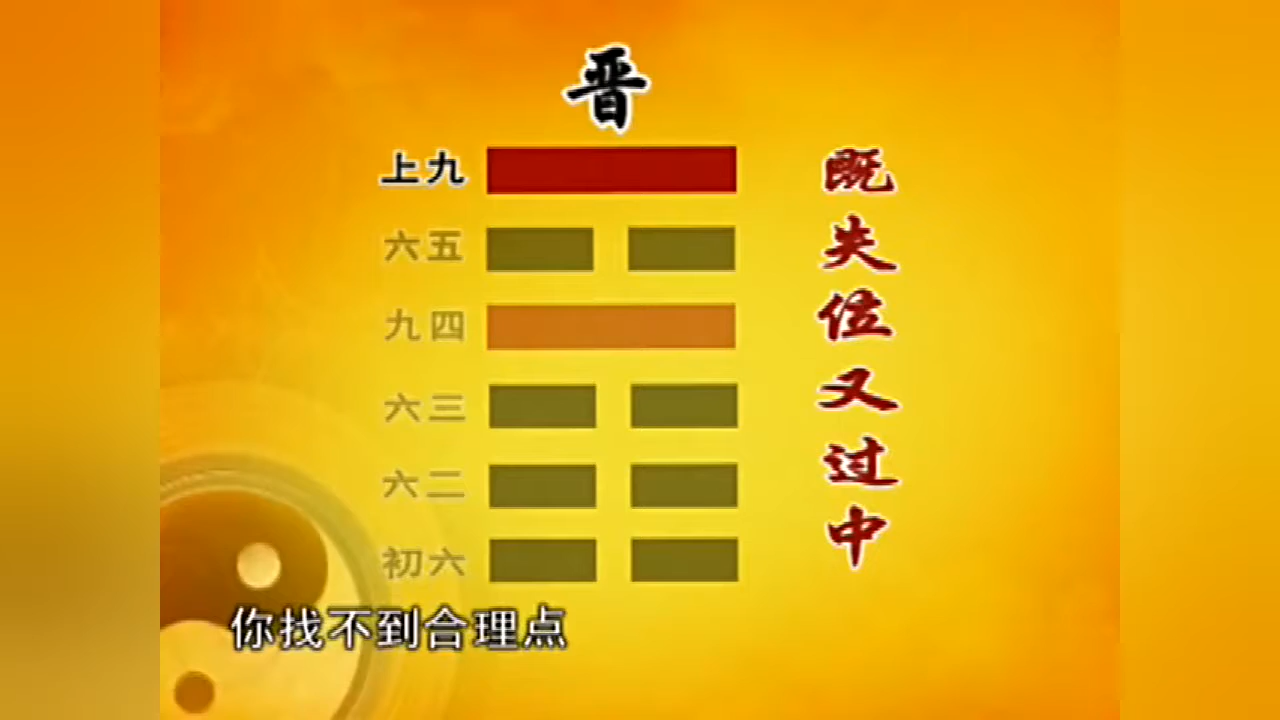 晋
上九
六五
九四
六三
六二
初六
既失位又过中
你找不到合理点